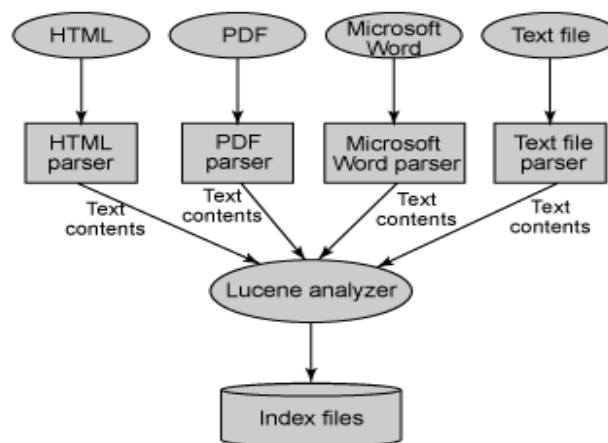 HTML
PDF
Microsoft
Word
Text file
HTML
parser
PDF
parser
Microsoft
Word parser
Text file
parser
Text
contents
Text
contents
Text
contents
Text
contents
Lucene analyzer
Index files